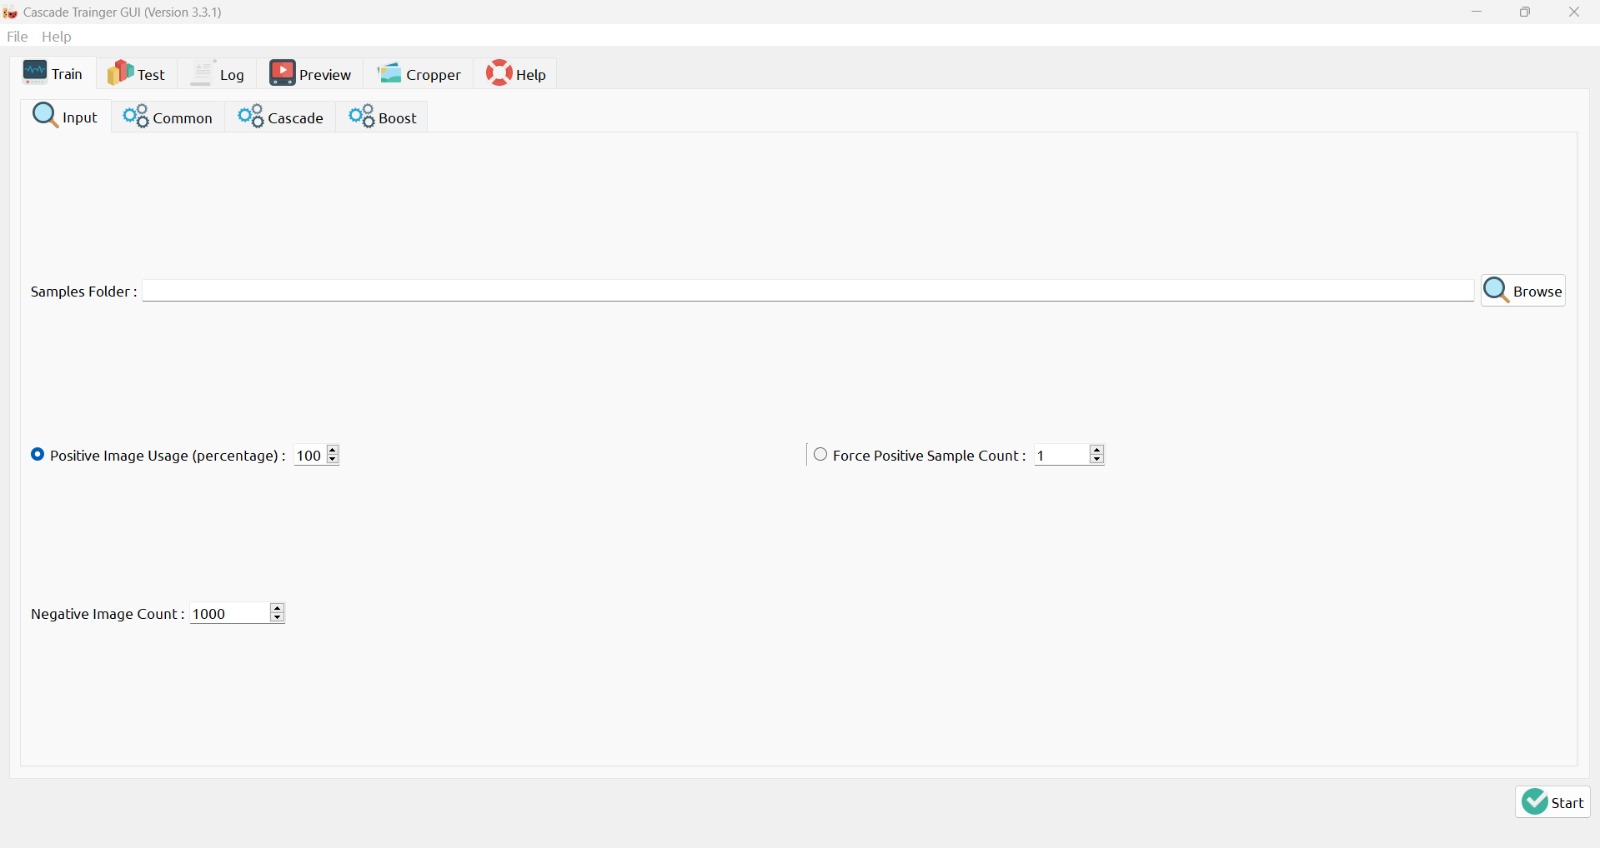 Cascade Trainger GUI (Version 3.3.1)
File Help
Train Test Log Preview Cropper Help
Input Common Cascade Boost
Samples Folder : Browse
Positive Image Usage (percentage) : 100 Force Positive Sample Count : 1
Negative Image Count : 1000
Start